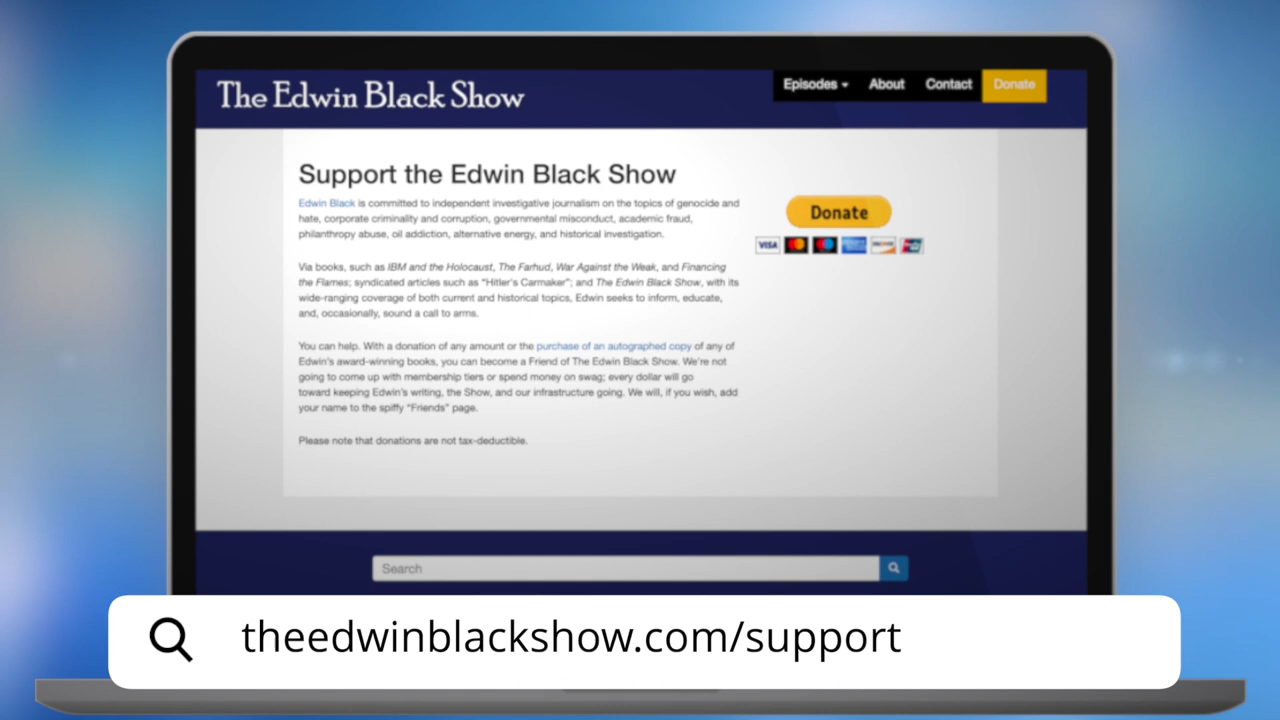 The Edwin Black Show
Episodes
About
Contact
Donate
Support the Edwin Black Show
Edwin Black is committed to independent investigative journalism on the topics of genocide and
hate, corporate criminality and corruption, governmental misconduct, academic fraud,
philanthropy abuse, oil addiction, alternative energy, and historical investigation.
Via books, such as IBM and the Holocaust, The Farhud, War Against the Weak, and Financing
the Flames; syndicated articles such as “Hitler's Carmaker”; and The Edwin Black Show, with its
wide-ranging coverage of both current and historical topics, Edwin seeks to inform, educate,
and, occasionally, sound a call to arms.
You can help. With a donation of any amount or the purchase of an autographed copy of any of
Edwin's award-winning books, you can become a Friend of The Edwin Black Show. We're not
going to come up with membership tiers or spend money on swag; every dollar will go
toward keeping Edwin's writing, the Show, and our infrastructure going. We will, if you wish, add
your name to the spiffy “Friends” page.
Please note that donations are not tax-deductible.
Donate
VISA
Search
theedwinblackshow.com/support